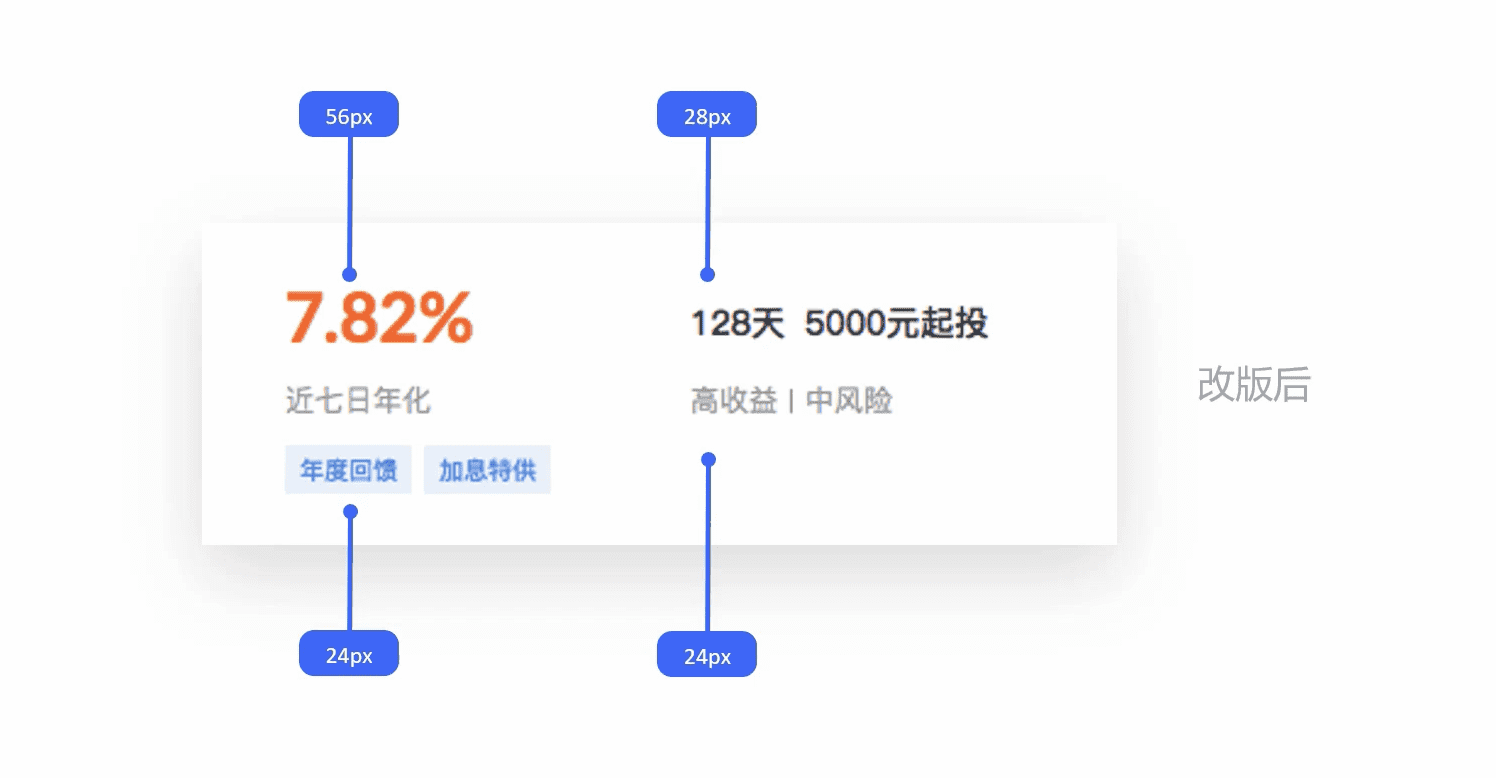 56px 28px
7.82% 128天 5000元起投
近七日年化 高收益 | 中风险
改版后
年度回馈 加息特供
24px 24px